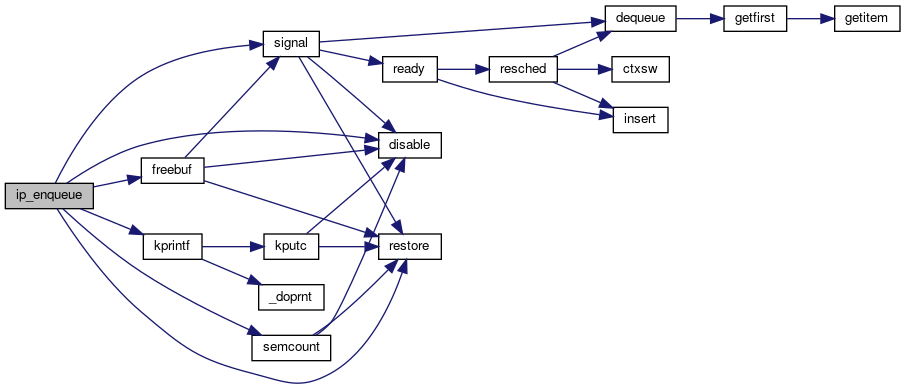 dequeue
getfirst
getitem
signal
ready
resched
ctxsw
insert
disable
freebuf
ip_enqueue
kprintf
kputc
restore
_doprnt
semcount